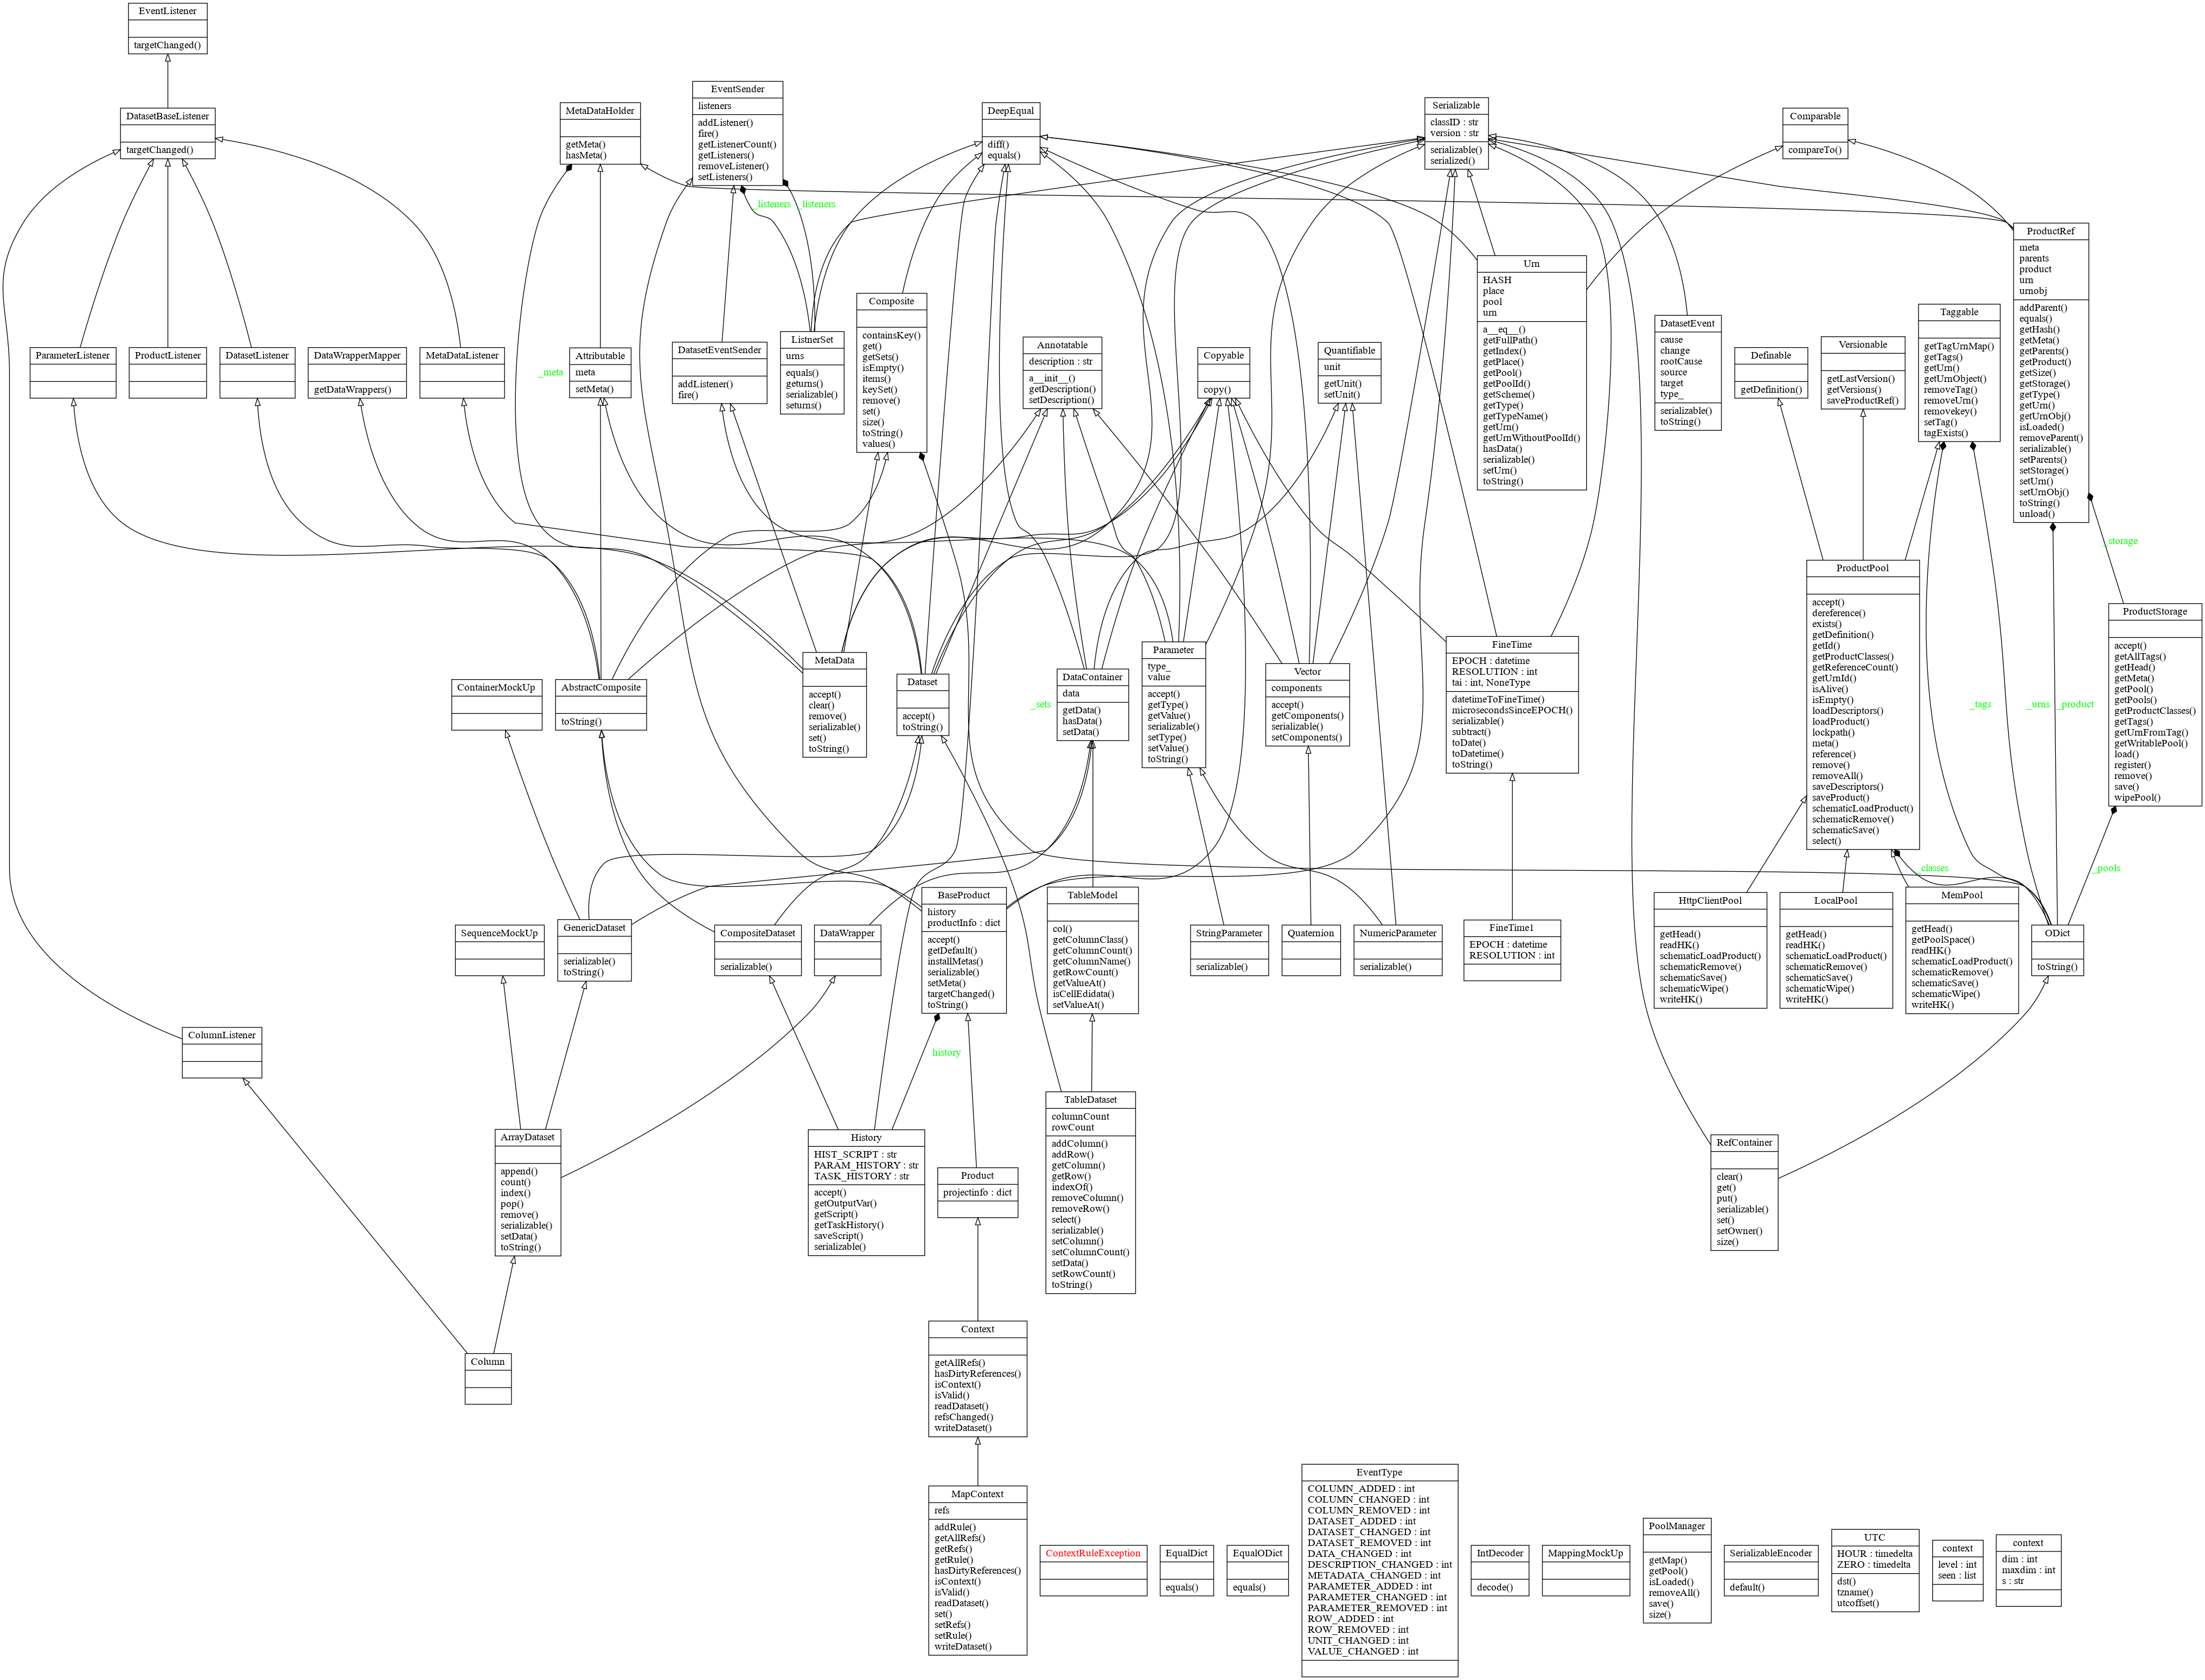 EventListener
targetChanged()
DatasetBaseListener
targetChanged()
MetaDataHolder
getMeta()
hasMeta()
EventSender
listeners
addListener()
fire()
getListenerCount()
getListeners()
removeListener()
setListeners()
DeepEqual
diff()
equals()
Serializable
classID : str
version : str
serializable()
serialized()
Comparable
compareTo()
_listeners
listeners
ProductRef
meta
parents
product
urn
urnobj
addParent()
equals()
getHash()
getMeta()
getParents()
getProduct()
getSize()
getStorage()
getType()
getUrn()
getUrnObj()
isLoaded()
removeParent()
serializable()
setParents()
setStorage()
setUrn()
setUrnObj()
toString()
unload()
Urn
HASH
place
pool
urn
a__eq__()
getFullPath()
getIndex()
getPlace()
getPool()
getPoolId()
getScheme()
getType()
getTypeName()
getUrn()
getUrnWithoutPoolId()
hasData()
serializable()
setUrn()
toString()
Composite
containsKey()
get()
getSets()
isEmpty()
items()
keySet()
remove()
set()
size()
toString()
values()
ParameterListener
ProductListener
DatasetListener
DataWrapperMapper
getDataWrappers()
MetaDataListener
_meta
Attributable
meta
setMeta()
DatasetEventSender
addListener()
fire()
ListnerSet
urns
equals()
geturns()
serializable()
seturns()
Annotatable
description : str
a__init__()
getDescription()
setDescription()
Copyable
copy()
Quantifiable
unit
getUnit()
setUnit()
DatasetEvent
cause
change
rootCause
source
target
type_
serializable()
toString()
Definable
getDefinition()
Versionable
getLastVersion()
getVersions()
saveProductRef()
Taggable
getTagUrnMap()
getTags()
getUrn()
getUrnObject()
removeTag()
removeUrn()
removekey()
setTag()
tagExists()
storage
ProductPool
accept()
dereference()
exists()
getDefinition()
getId()
getProductClasses()
getReferenceCount()
getUrnId()
isAlive()
isEmpty()
loadDescriptors()
loadProduct()
lockpath()
meta()
reference()
remove()
removeAll()
saveDescriptors()
saveProduct()
schematicLoadProduct()
schematicRemove()
schematicSave()
select()
ProductStorage
accept()
getAllTags()
getHead()
getMeta()
getPool()
getPools()
getProductClasses()
getTags()
getUrnFromTag()
getWritablePool()
load()
register()
remove()
save()
wipePool()
ContainerMockUp
AbstractComposite
toString()
MetaData
accept()
clear()
remove()
serializable()
set()
toString()
Dataset
accept()
toString()
_sets
DataContainer
data
getData()
hasData()
setData()
Parameter
type_
value
accept()
getType()
getValue()
serializable()
setType()
setValue()
toString()
Vector
components
accept()
getComponents()
serializable()
setComponents()
FineTime
EPOCH : datetime
RESOLUTION : int
tai : int, NoneType
datetimeToFineTime()
microsecondsSinceEPOCH()
serializable()
subtract()
toDate()
toDatetime()
toString()
_tags
_urns
_product
classes
_pools
SequenceMockUp
GenericDataset
serializable()
toString()
CompositeDataset
serializable()
DataWrapper
BaseProduct
history
productInfo : dict
accept()
getDefault()
installMetas()
serializable()
setMeta()
targetChanged()
toString()
TableModel
col()
getColumnClass()
getColumnCount()
getColumnName()
getRowCount()
getValueAt()
isCellEdidata()
setValueAt()
StringParameter
serializable()
Quaternion
NumericParameter
serializable()
FineTime1
EPOCH : datetime
RESOLUTION : int
HttpClientPool
getHead()
readHK()
schematicLoadProduct()
schematicRemove()
schematicSave()
schematicWipe()
writeHK()
LocalPool
getHead()
readHK()
schematicLoadProduct()
schematicRemove()
schematicSave()
schematicWipe()
writeHK()
MemPool
getHead()
getPoolSpace()
readHK()
schematicLoadProduct()
schematicRemove()
schematicSave()
schematicWipe()
writeHK()
ODict
toString()
ColumnListener
history
ArrayDataset
append()
count()
index()
pop()
remove()
serializable()
setData()
toString()
History
HIST_SCRIPT : str
PARAM_HISTORY : str
TASK_HISTORY : str
accept()
getOutputVar()
getScript()
getTaskHistory()
saveScript()
serializable()
Product
projectinfo : dict
TableDataset
columnCount
rowCount
addColumn()
addRow()
getColumn()
getRow()
indexOf()
removeColumn()
removeRow()
select()
serializable()
setColumn()
setColumnCount()
setData()
setRowCount()
toString()
RefContainer
clear()
get()
put()
serializable()
set()
setOwner()
size()
Column
Context
getAllRefs()
hasDirtyReferences()
isContext()
isValid()
readDataset()
refsChanged()
writeDataset()
MapContext
refs
addRule()
getAllRefs()
getRefs()
getRule()
hasDirtyReferences()
isContext()
isValid()
readDataset()
set()
setRefs()
setRule()
writeDataset()
ContextRuleException
EqualDict
equals()
EqualODict
equals()
EventType
COLUMN_ADDED : int
COLUMN_CHANGED : int
COLUMN_REMOVED : int
DATASET_ADDED : int
DATASET_CHANGED : int
DATASET_REMOVED : int
DATA_CHANGED : int
DESCRIPTION_CHANGED : int
METADATA_CHANGED : int
PARAMETER_ADDED : int
PARAMETER_CHANGED : int
PARAMETER_REMOVED : int
ROW_ADDED : int
ROW_REMOVED : int
UNIT_CHANGED : int
VALUE_CHANGED : int
IntDecoder
decode()
MappingMockUp
PoolManager
getMap()
getPool()
isLoaded()
removeAll()
save()
size()
SerializableEncoder
default()
UTC
HOUR : timedelta
ZERO : timedelta
dst()
tzname()
utcoffset()
context
level : int
seen : list
context
dim : int
maxdim : int
s : str